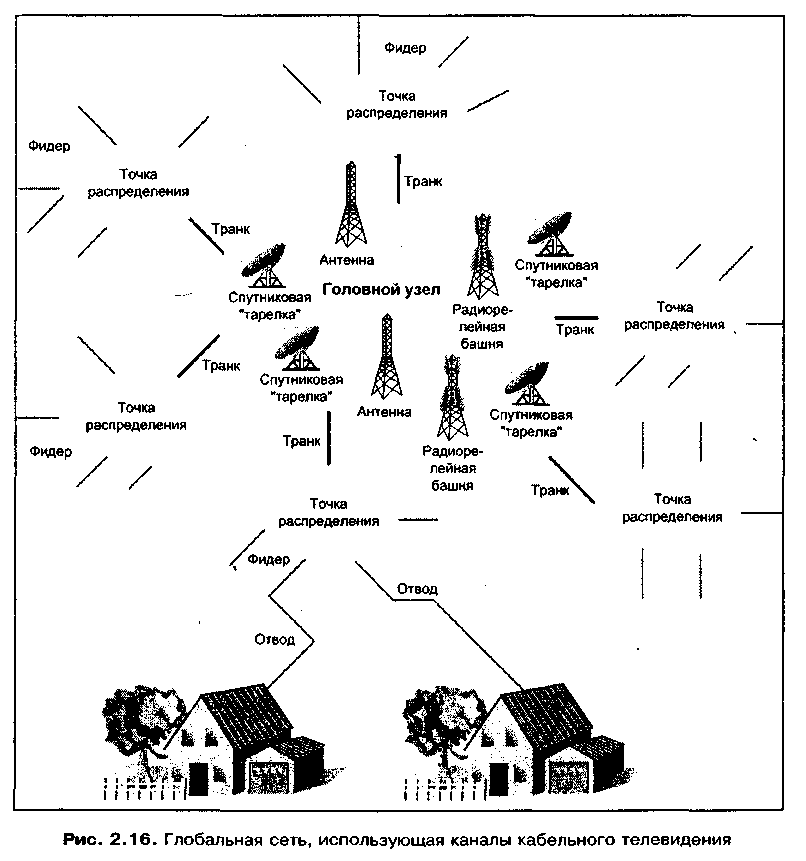 Фидер
Точка
распределения
Фидер
Точка
распределения
Транк
Транк
Антенна
Спутниковая
"тарелка"
Головной узел
Радиоре-
лейная
башня
Спутниковая
"тарелка"
Транк
Точка
распределения
Транк
Спутниковая
"тарелка"
Антенна
Радиоре-
лейная
башня
Спутниковая
"тарелка"
Точка
распределения
Фидер
Транк
Транк
Точка
распределения
Точка
распределения
Фидер
Отвод
Отвод
Рис. 2.16. Глобальная сеть, использующая каналы кабельного телевидения